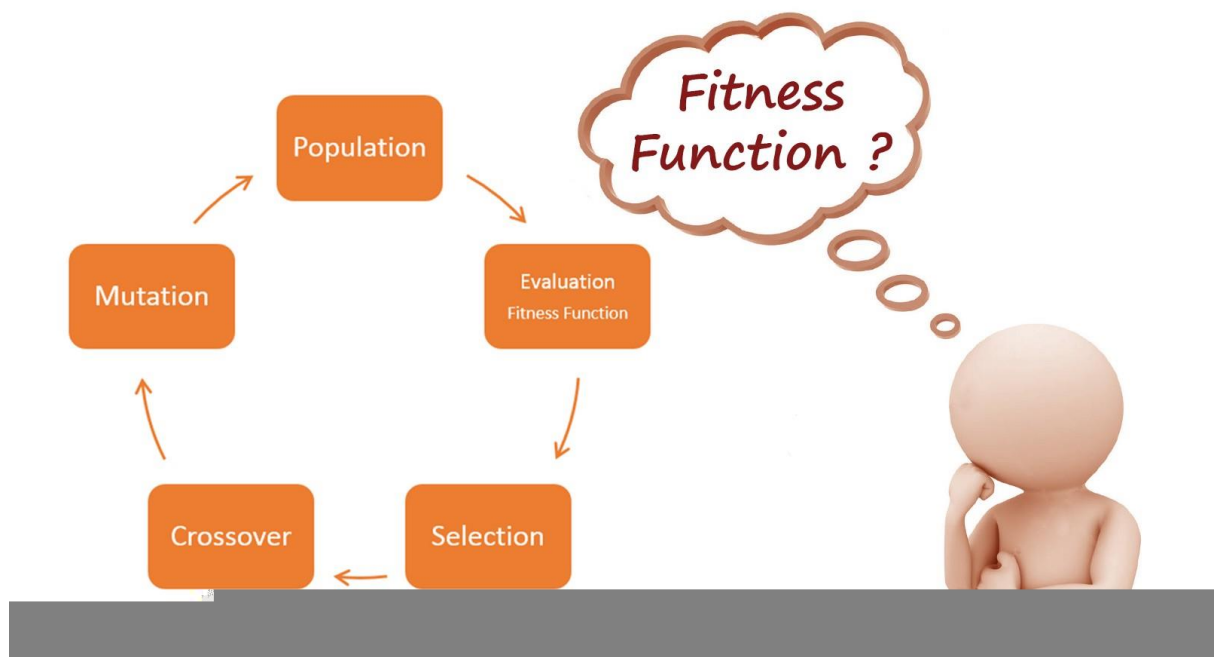 Fitness
Function ?
Population
Evaluation
Fitness Function
Mutation
Crossover
Selection